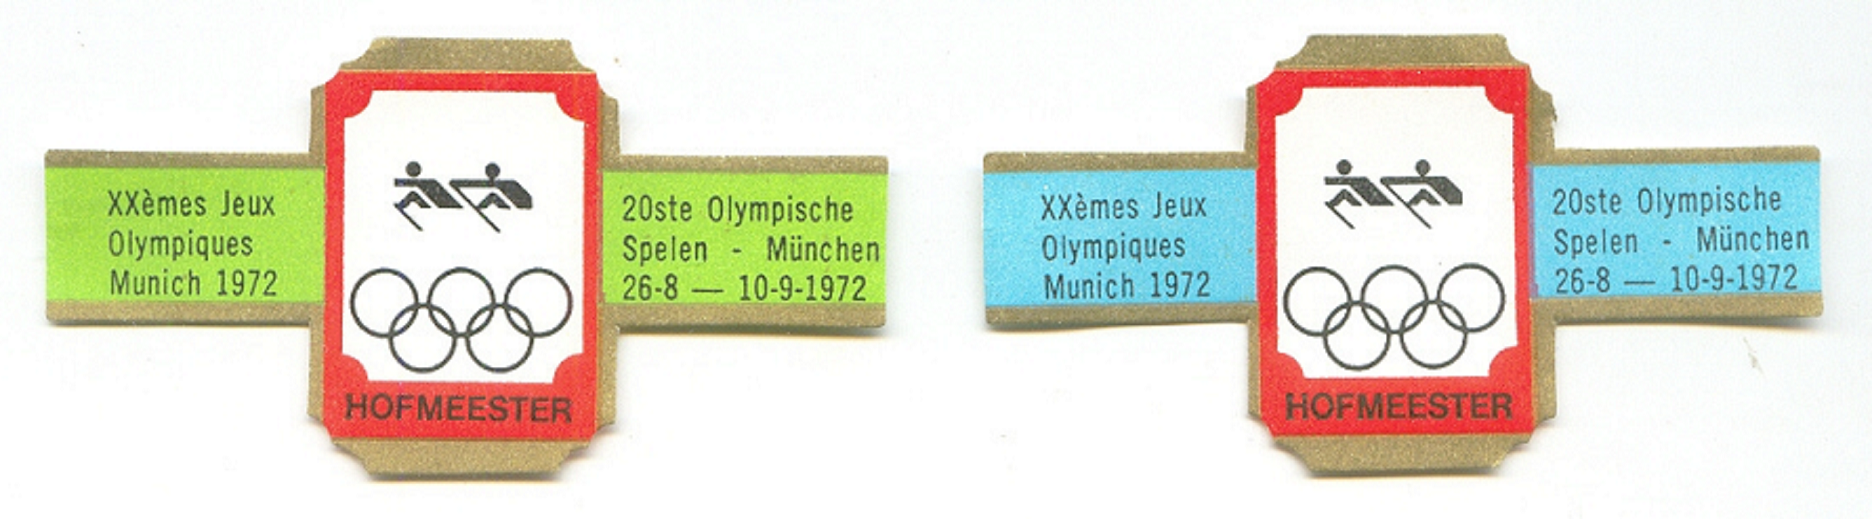 XXèmes Jeux
Olympiques
Munich 1972
HOFMEESTER
20ste Olympische
Spelen - München
26-8 — 10-9-1972
XXèmes Jeux
Olympiques
Munich 1972
HOFMEESTER
20ste Olympische
Spelen - München
26-8 — 10-9-1972